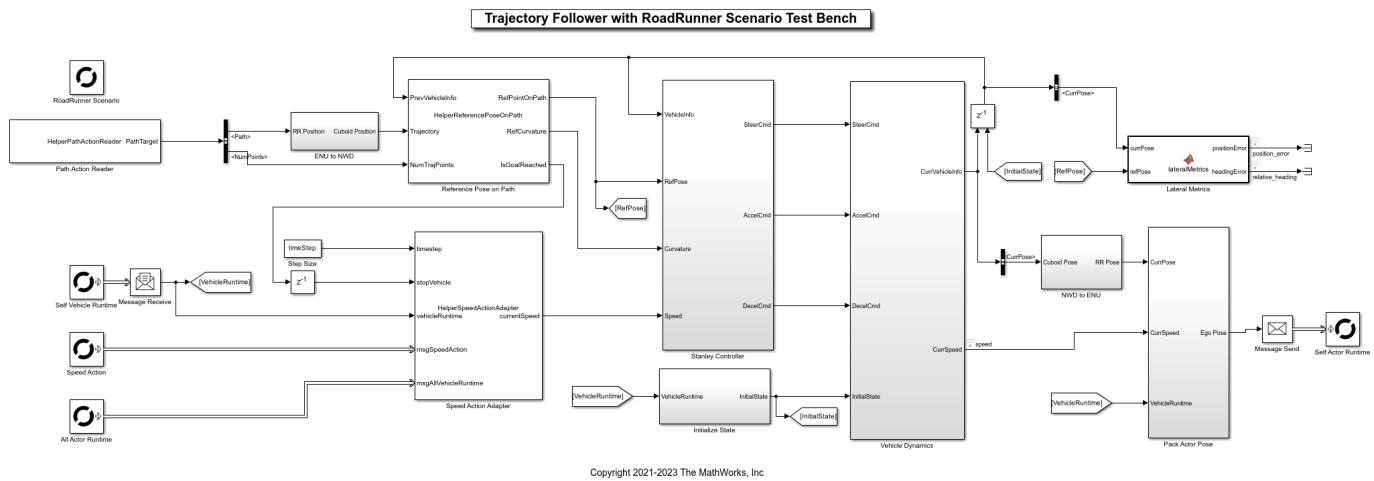 Trajectory Follower with RoadRunner Scenario Test Bench
RoadRunner Scenario
HelperPathActionReader PathTarget
Path Action Reader
<Path>
<NumPoints>
RR Position Cuboid Position
ENU to NWD
PrevVehicleInfo
Trajectory
NumTrajPoints
HelperReferencePoseOnPath
RefPointOnPath
RefCurvature
IsGoalReached
Reference Pose on Path
[RefPose]
timeStep
Step Size
z-1
Self Vehicle Runtime
Message Receive
[VehicleRuntime]
Speed Action
All Actor Runtime
timestep
stopVehicle
HelperSpeedActionAdapter
vehicleRuntime
currentSpeed
msgSpeedAction
msgAllVehicleRuntime
Speed Action Adapter
VehicleInfo
RefPose
Curvature
Speed
SteerCmd
AccelCmd
DecelCmd
Stanley Controller
[VehicleRuntime]
VehicleRuntime InitialState
Initialize State
[InitialState]
SteerCmd
AccelCmd
DecelCmd
InitialState
CurrVehicleInfo
CurrSpeed
Vehicle Dynamics
z-1
[InitialState]
<CurrPose>
[RefPose]
currPose
refPose
lateralMetrics
positionError
headingError
Lateral Metrics
position_error
relative_heading
<CurrPose>
Cuboid Pose RR Pose
NWD to ENU
speed
[VehicleRuntime]
CurrPose
CurrSpeed
VehicleRuntime
Ego Pose
Pack Actor Pose
Message Send
Self Actor Runtime
Copyright 2021-2023 The MathWorks, Inc